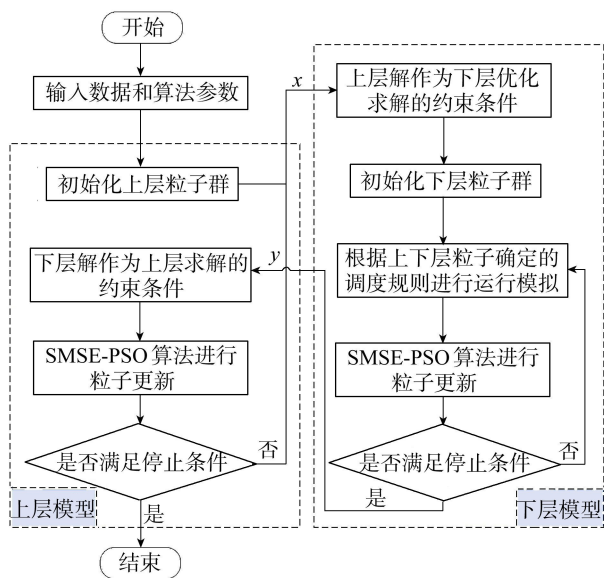 开始
输入数据和算法参数
初始化上层粒子群
下层解作为上层求解的
约束条件
SMSE-PSO 算法进行
粒子更新
是否满足停止条件
否
是
上层模型
结束
x
y
上层解作为下层优化
求解的约束条件
初始化下层粒子群
根据上下层粒子确定的
调度规则进行运行模拟
SMSE-PSO 算法进行
粒子更新
是否满足停止条件
否
是
下层模型